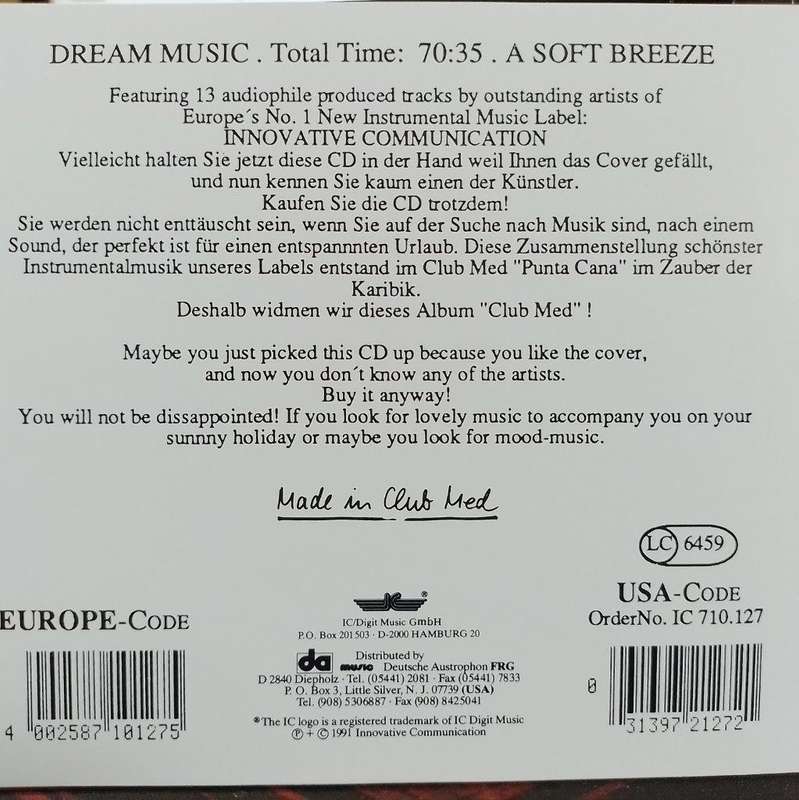 DREAM MUSIC . Total Time: 70:35 . A SOFT BREEZE
Featuring 13 audiophile produced tracks by outstanding artists of
Europe´s No. 1 New Instrumental Music Label:
INNOVATIVE COMMUNICATION
Vielleicht halten Sie jetzt diese CD in der Hand weil Ihnen das Cover gefällt,
und nun kennen Sie kaum einen der Künstler.
Kaufen Sie die CD trotzdem!
Sie werden nicht enttäuscht sein, wenn Sie auf der Suche nach Musik sind, nach einem
Sound, der perfekt ist für einen entspannnten Urlaub. Diese Zusammenstellung schönster
Instrumentalmusik unseres Labels entstand im Club Med "Punta Cana" im Zauber der
Karibik.
Deshalb widmen wir dieses Album "Club Med" !
Maybe you just picked this CD up because you like the cover,
and now you don´t know any of the artists.
Buy it anyway!
You will not be dissappointed! If you look for lovely music to accompany you on your
sunnny holiday or maybe you look for mood-music.
Made in Club Med
LC 6459
EUROPE-CODE
4 002587 101275
IC ®
IC/Digit Music GmbH
P.O. Box 201503 · D-2000 HAMBURG 20
Distributed by
da music Deutsche Austrophon FRG
D 2840 Diepholz · Tel. (05441) 2081 · Fax (05441) 7833
P. O. Box 3, Little Silver, N. J. 07739 (USA)
Tel. (908) 5306887 · Fax (908) 8425041
®The IC logo is a registered trademark of IC Digit Music
Ⓟ + © 1991 Innovative Communication
USA-CODE
OrderNo. IC 710.127
0 31397 21272